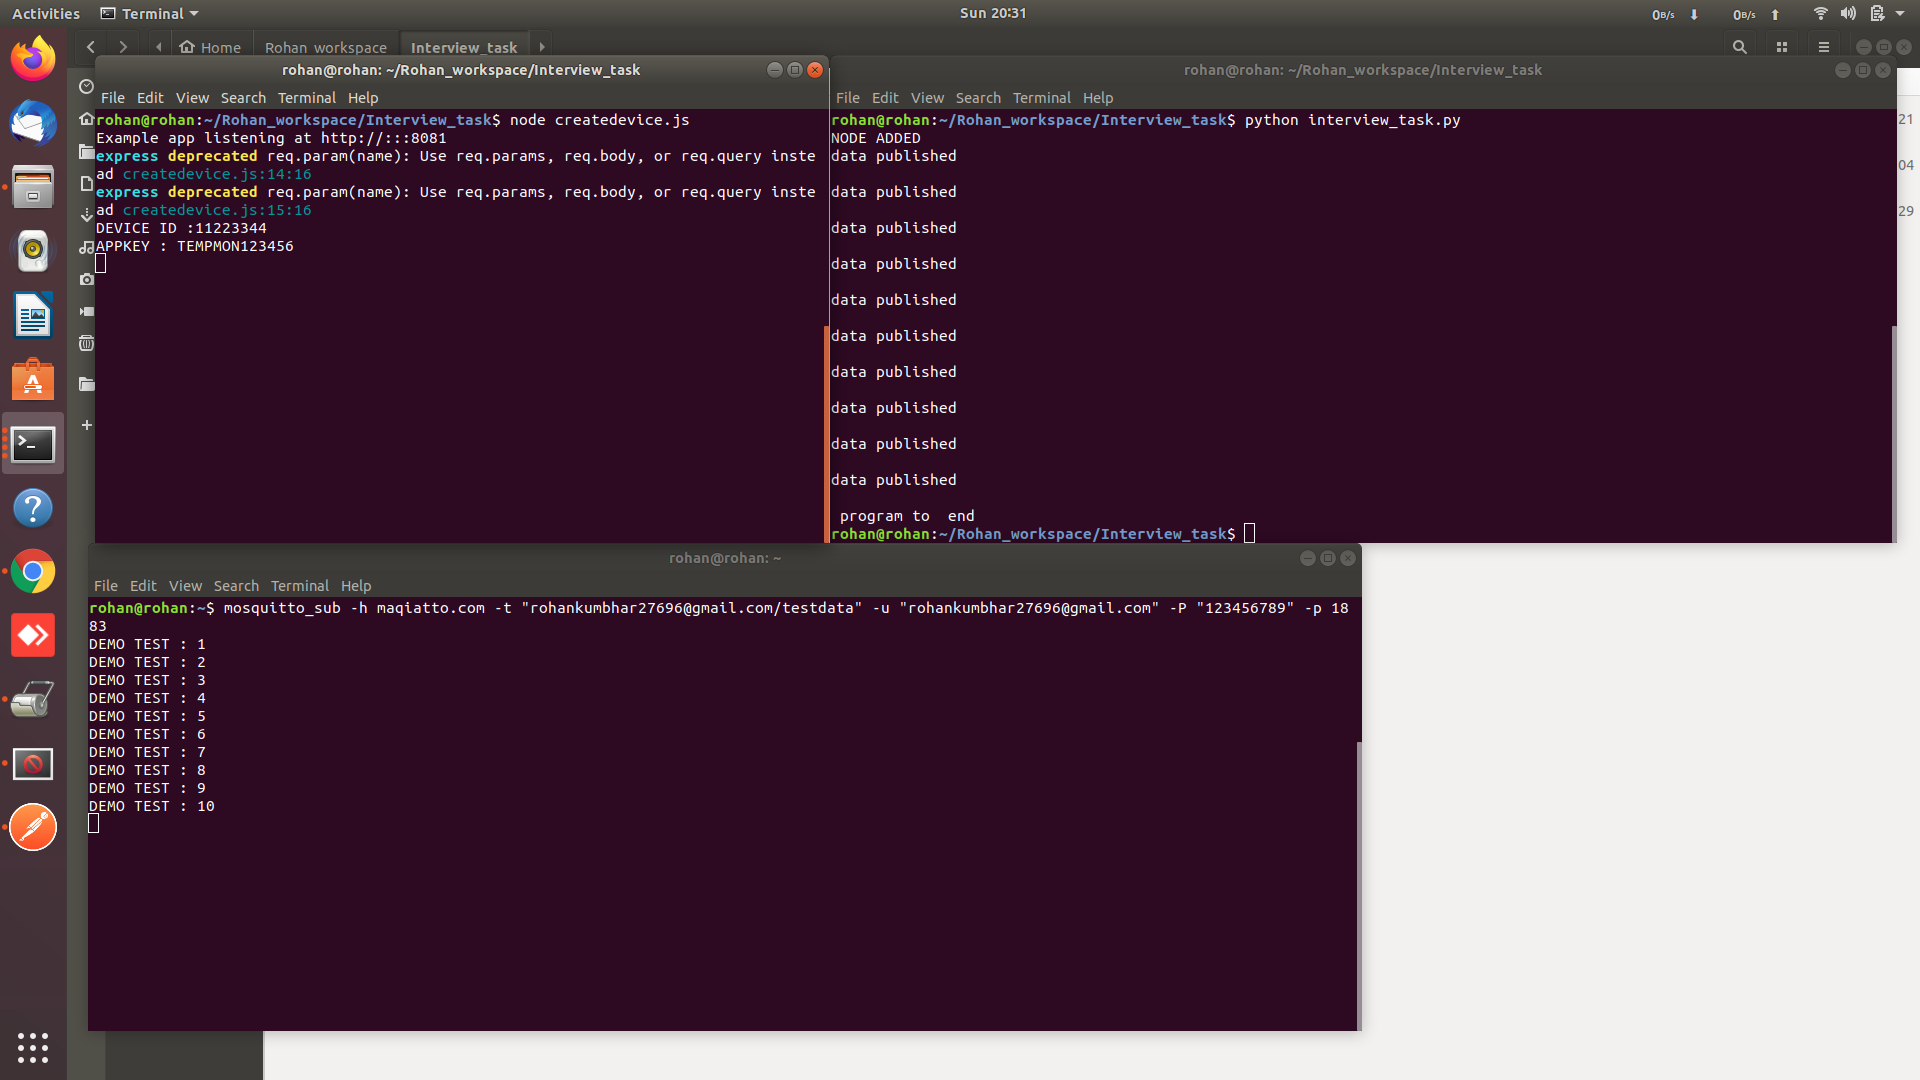 Activities
Terminal
Sun 20:31
0B/s
0B/s
Home
Rohan workspace
Interview_task
rohan@rohan: ~/Rohan_workspace/Interview_task
File Edit View Search Terminal Help
rohan@rohan:~/Rohan_workspace/Interview_task$ node createdevice.js
Example app listening at http://:::8081
express deprecated req.param(name): Use req.params, req.body, or req.query inste
ad createdevice.js:14:16
express deprecated req.param(name): Use req.params, req.body, or req.query inste
ad createdevice.js:15:16
DEVICE ID :11223344
APPKEY : TEMPMON123456
rohan@rohan: ~/Rohan_workspace/Interview_task
File Edit View Search Terminal Help
rohan@rohan:~/Rohan_workspace/Interview_task$ python interview_task.py
NODE ADDED
data published
data published
data published
data published
data published
data published
data published
data published
data published
data published
program to  end
rohan@rohan:~/Rohan_workspace/Interview_task$
21
04
29
rohan@rohan: ~
File Edit View Search Terminal Help
rohan@rohan:~$ mosquitto_sub -h maqiatto.com -t "rohankumbhar27696@gmail.com/testdata" -u "rohankumbhar27696@gmail.com" -P "123456789" -p 18
83
DEMO TEST : 1
DEMO TEST : 2
DEMO TEST : 3
DEMO TEST : 4
DEMO TEST : 5
DEMO TEST : 6
DEMO TEST : 7
DEMO TEST : 8
DEMO TEST : 9
DEMO TEST : 10